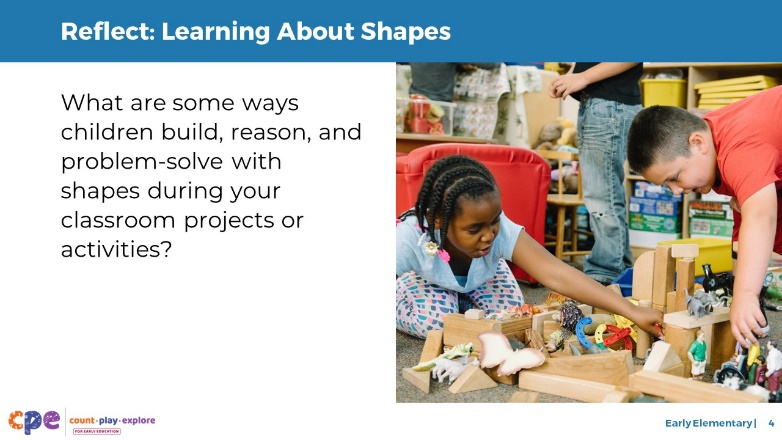 Reflect: Learning About Shapes
What are some ways
children build, reason, and
problem-solve with
shapes during your
classroom projects or
activities?
cpe
count·play·explore
FOR EARLY EDUCATION
Early Elementary | 4